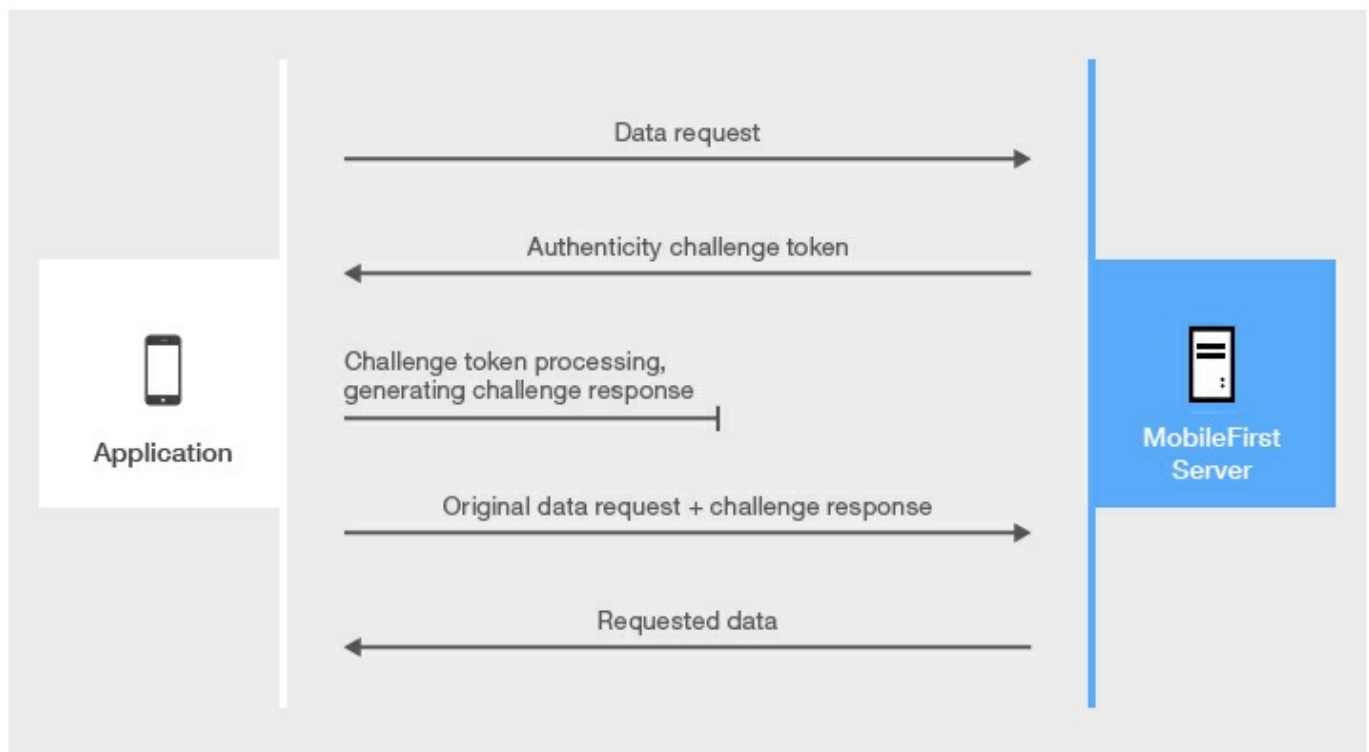 Data request
Authenticity challenge token
Challenge token processing,
generating challenge response
Application
MobileFirst
Server
Original data request + challenge response
Requested data